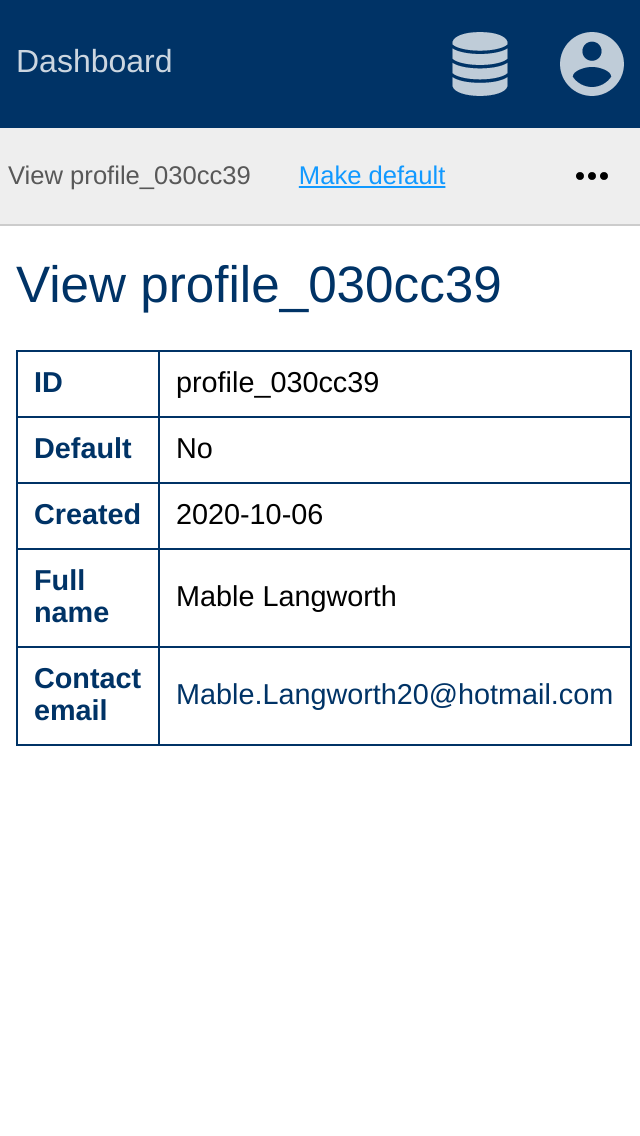 Dashboard
View profile_030cc39 Make default
View profile_030cc39
ID profile_030cc39
Default No
Created 2020-10-06
Full
name
Mable Langworth
Contact
email
Mable.Langworth20@hotmail.com